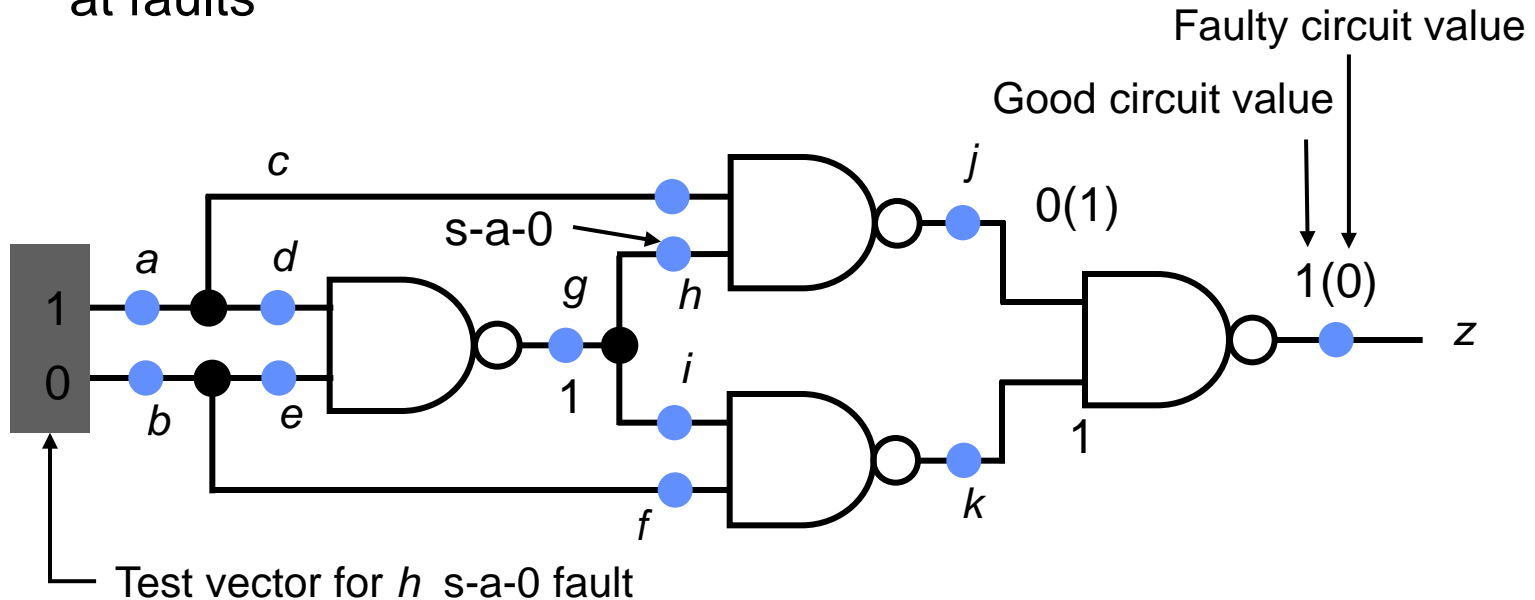 at faults
Faulty circuit value
Good circuit value
c
j
0(1)
s-a-0
a
d
g
h
1(0)
1
z
0
i
1
b
e
1
f
k
Test vector for h s-a-0 fault